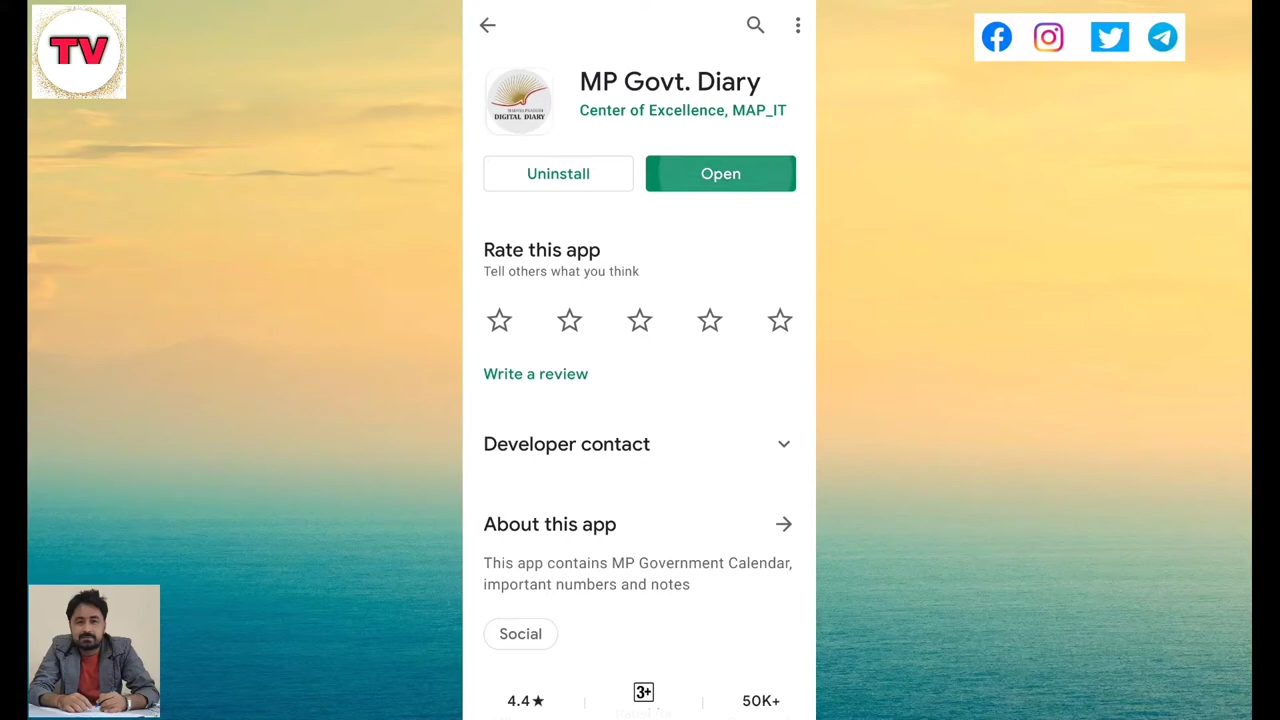 TV
MP Govt. Diary
Center of Excellence, MAP_IT
DIGITAL DIARY
Uninstall
Open
Rate this app
Tell others what you think
Write a review
Developer contact
About this app
This app contains MP Government Calendar,
important numbers and notes
Social
4.4★
3+
50K+